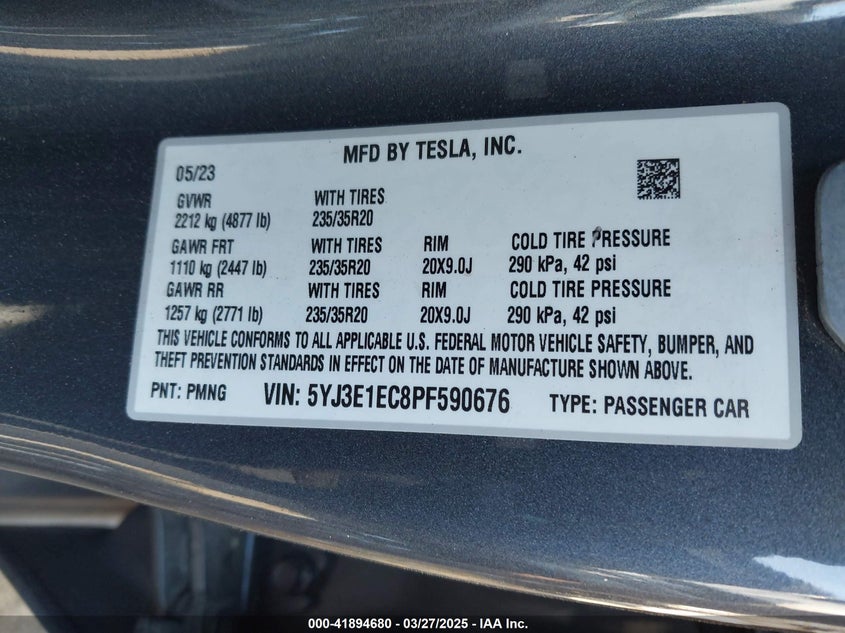 MFD BY TESLA, INC.
05/23
GVWR WITH TIRES
2212 kg (4877 lb) 235/35R20
GAWR FRT WITH TIRES RIM COLD TIRE PRESSURE
1110 kg (2447 lb) 235/35R20 20X9.0J 290 kPa, 42 psi
GAWR RR WITH TIRES RIM COLD TIRE PRESSURE
1257 kg (2771 lb) 235/35R20 20X9.0J 290 kPa, 42 psi
THIS VEHICLE CONFORMS TO ALL APPLICABLE U.S. FEDERAL MOTOR VEHICLE SAFETY, BUMPER, AND
THEFT PREVENTION STANDARDS IN EFFECT ON THE DATE OF MANUFACTURE SHOWN ABOVE.
PNT: PMNG VIN: 5YJ3E1EC8PF590676 TYPE: PASSENGER CAR
000-41894680 - 03/27/2025 - IAA Inc.